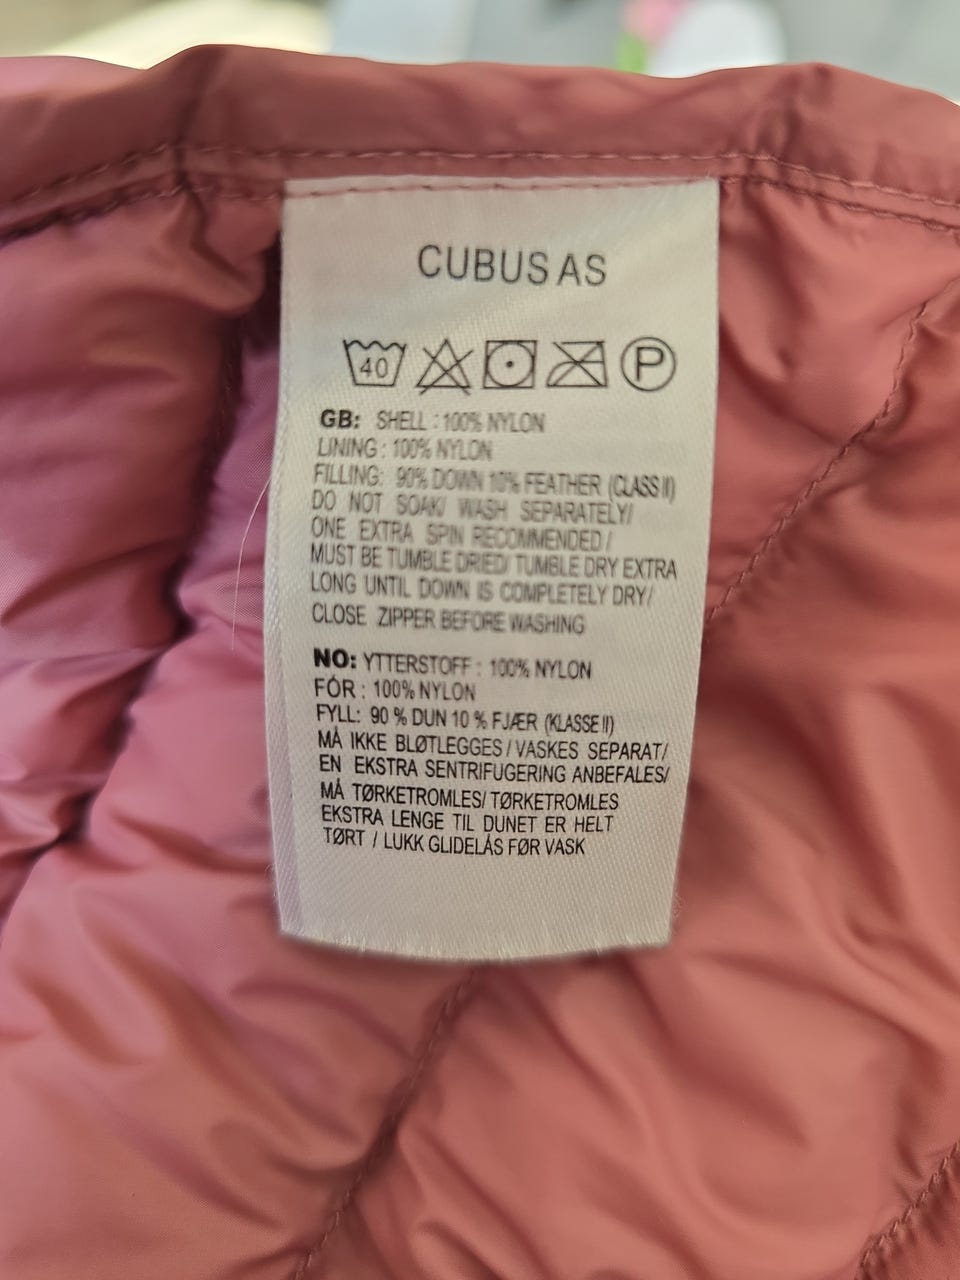 CUBUS AS
40 P
GB: SHELL : 100% NYLON
LINING : 100% NYLON
FILLING: 90% DOWN 10% FEATHER (CLASS II)
DO NOT SOAK/ WASH SEPARATELY/
ONE EXTRA SPIN RECOMMENDED /
MUST BE TUMBLE DRIED/ TUMBLE DRY EXTRA
LONG UNTIL DOWN IS COMPLETELY DRY/
CLOSE ZIPPER BEFORE WASHING
NO: YTTERSTOFF : 100% NYLON
FÓR : 100% NYLON
FYLL: 90 % DUN 10 % FJÆR (KLASSE II)
MÅ IKKE BLØTLEGGES / VASKES SEPARAT/
EN EKSTRA SENTRIFUGERING ANBEFALES/
MÅ TØRKETROMLES/ TØRKETROMLES
EKSTRA LENGE TIL DUNET ER HELT
TØRT / LUKK GLIDELÅS FØR VASK